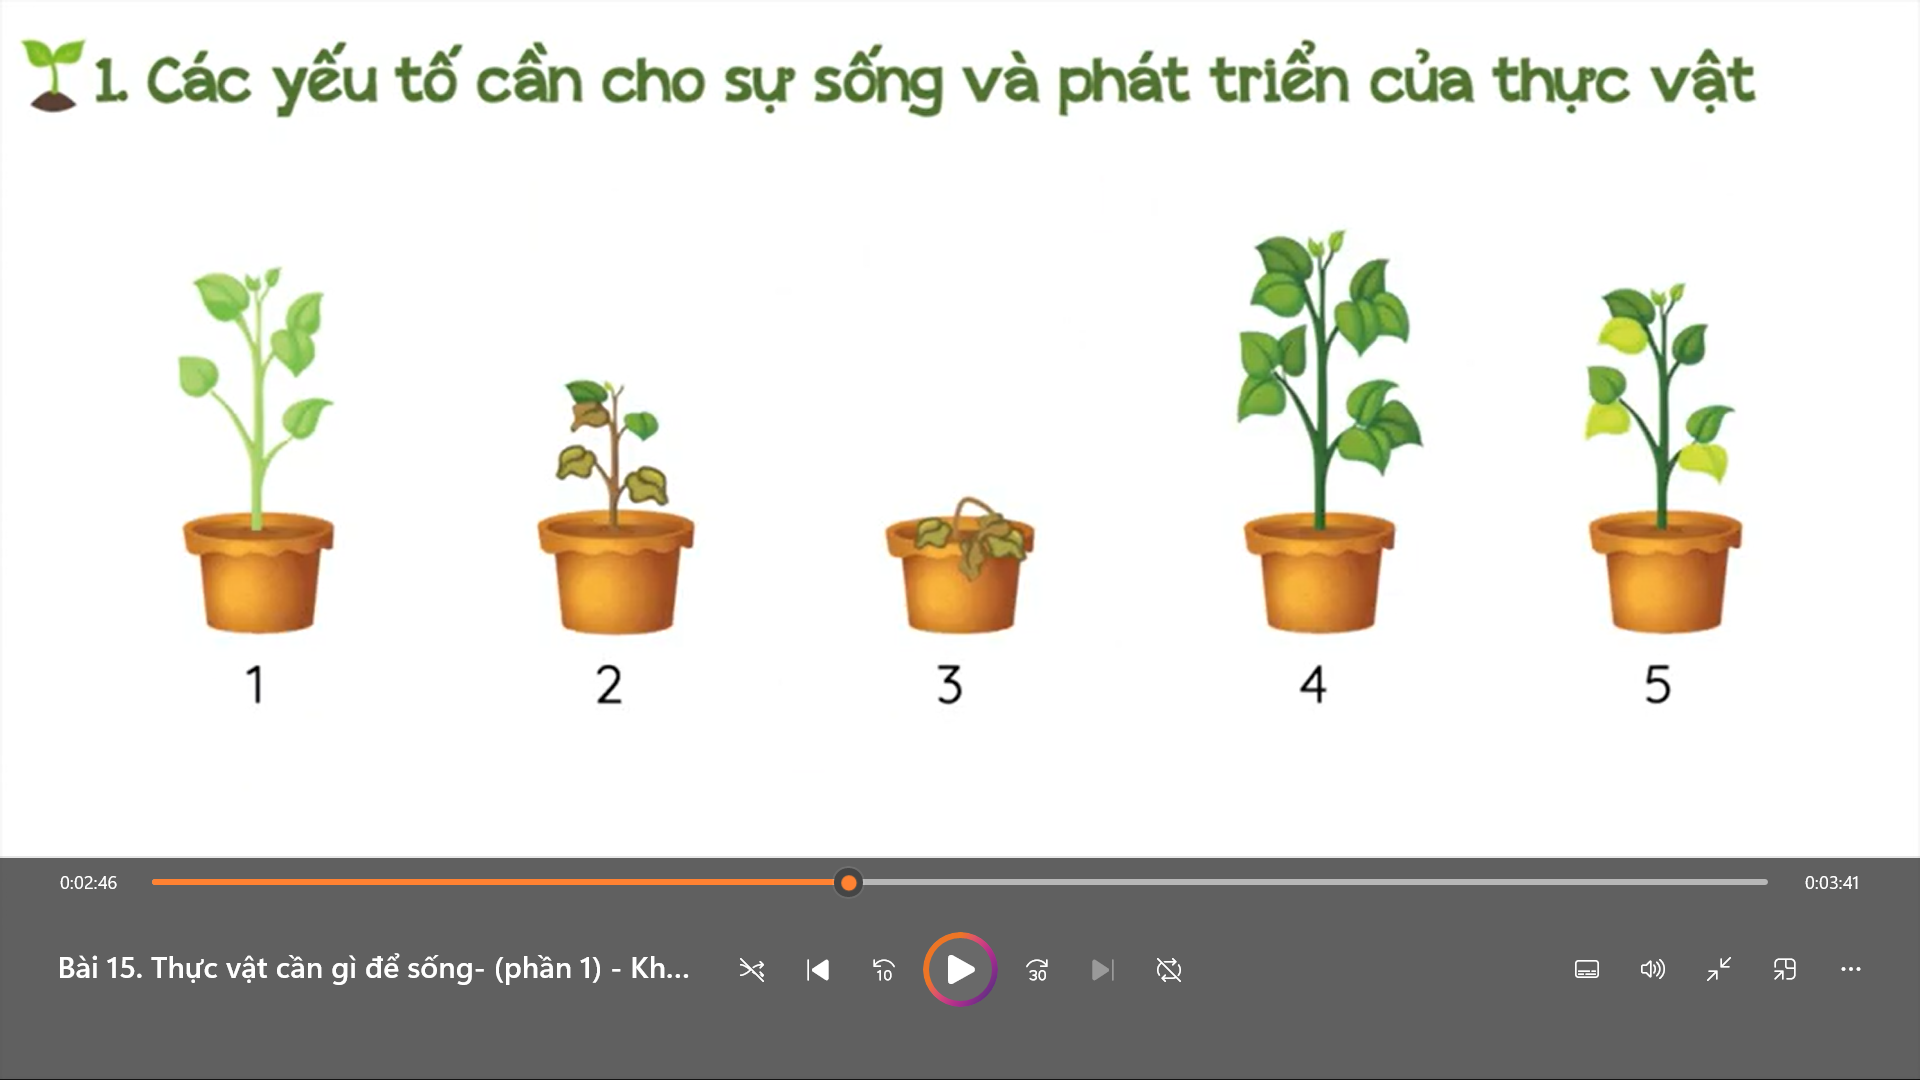 1. Các yếu tố cần cho sự sống và phát triển của thực vật
1 2 3 4 5
0:02:46 0:03:41
Bài 15. Thực vật cần gì để sống- (phần 1) - Kh... 10 30